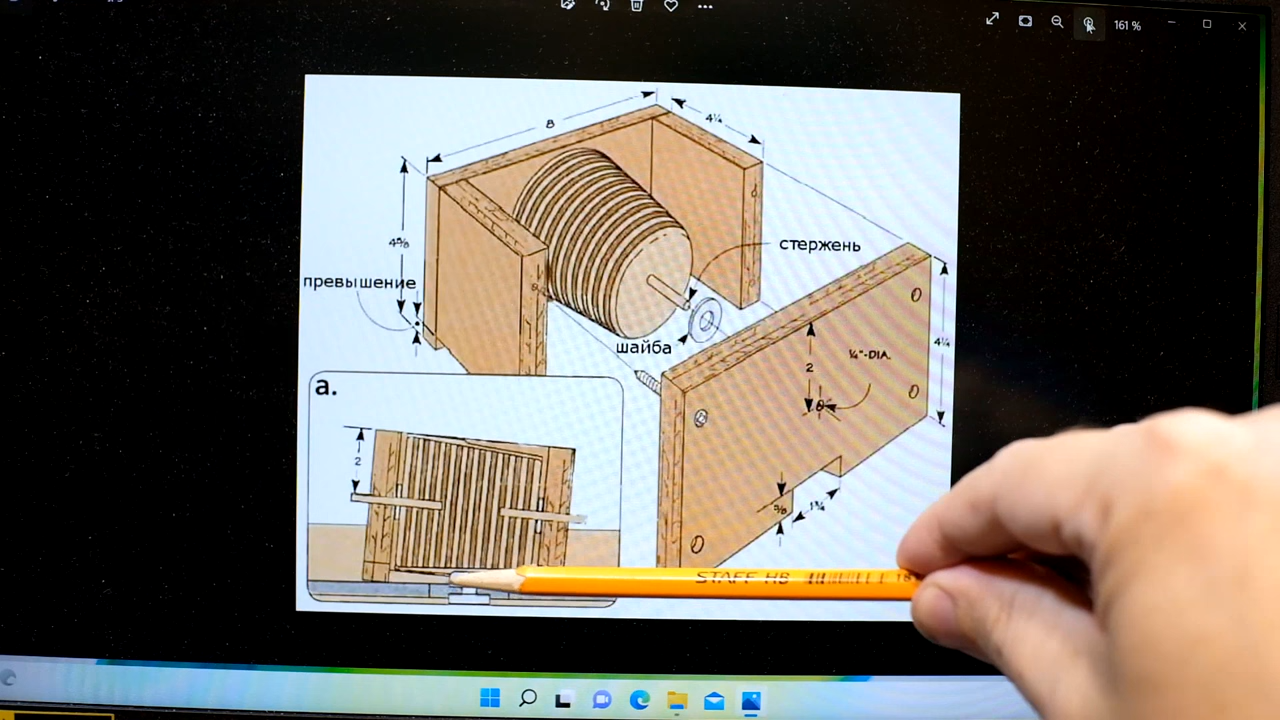 161 %
8
4¼
4⅝
превышение
стержень
шайба
2
¼"-DIA.
4¼
⅝
1¾
a.
2
STAFF HB